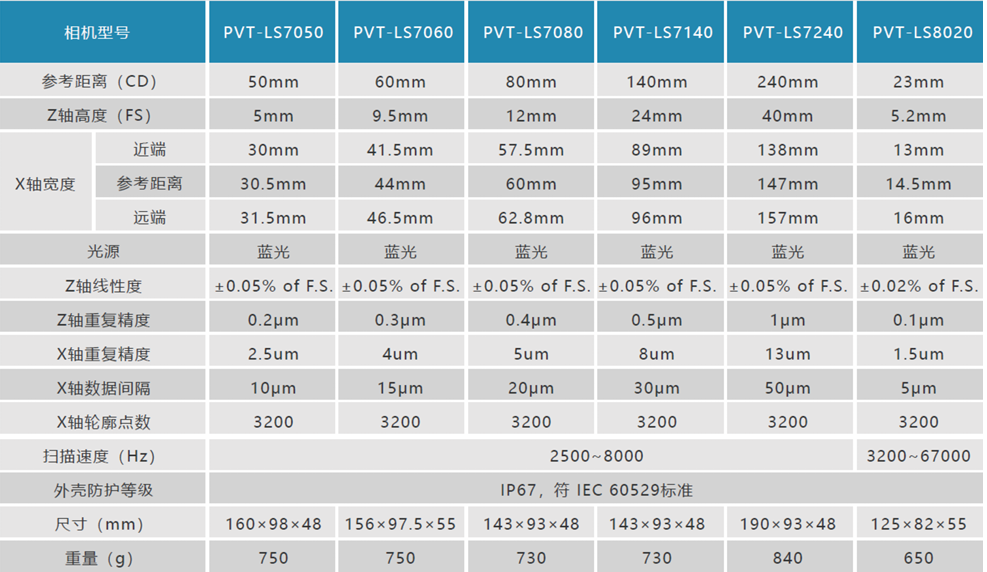 相机型号 PVT-LS7050 PVT-LS7060 PVT-LS7080 PVT-LS7140 PVT-LS7240 PVT-LS8020
参考距离（CD） 50mm 60mm 80mm 140mm 240mm 23mm
Z轴高度（FS） 5mm 9.5mm 12mm 24mm 40mm 5.2mm
近端 30mm 41.5mm 57.5mm 89mm 138mm 13mm
X轴宽度 参考距离 30.5mm 44mm 60mm 95mm 147mm 14.5mm
远端 31.5mm 46.5mm 62.8mm 96mm 157mm 16mm
光源 蓝光 蓝光 蓝光 蓝光 蓝光 蓝光
Z轴线性度 ±0.05% of F.S. ±0.05% of F.S. ±0.05% of F.S. ±0.05% of F.S. ±0.05% of F.S. ±0.02% of F.S.
Z轴重复精度 0.2μm 0.3μm 0.4μm 0.5μm 1μm 0.1μm
X轴重复精度 2.5um 4um 5um 8um 13um 1.5um
X轴数据间隔 10μm 15μm 20μm 30μm 50μm 5μm
X轴轮廓点数 3200 3200 3200 3200 3200 3200
扫描速度（Hz） 2500~8000 3200~67000
外壳防护等级 IP67，符 IEC 60529标准
尺寸（mm） 160×98×48 156×97.5×55 143×93×48 143×93×48 190×93×48 125×82×55
重量（g） 750 750 730 730 840 650